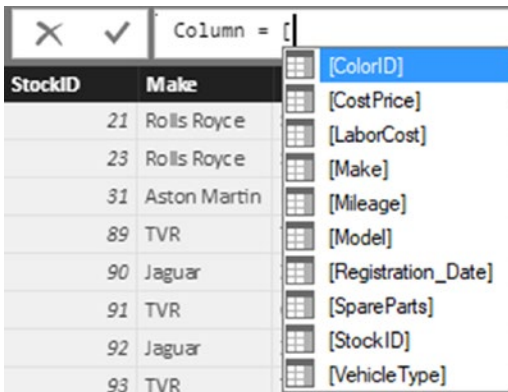 Column = [
StockID Make
21 Rolls Royce
23 Rolls Royce
31 Aston Martin
89 TVR
90 Jaguar
91 TVR
92 Jaguar
93 TVR
[ColorID]
[CostPrice]
[LaborCost]
[Make]
[Mileage]
[Model]
[Registration_Date]
[SpareParts]
[StockID]
[VehicleType]